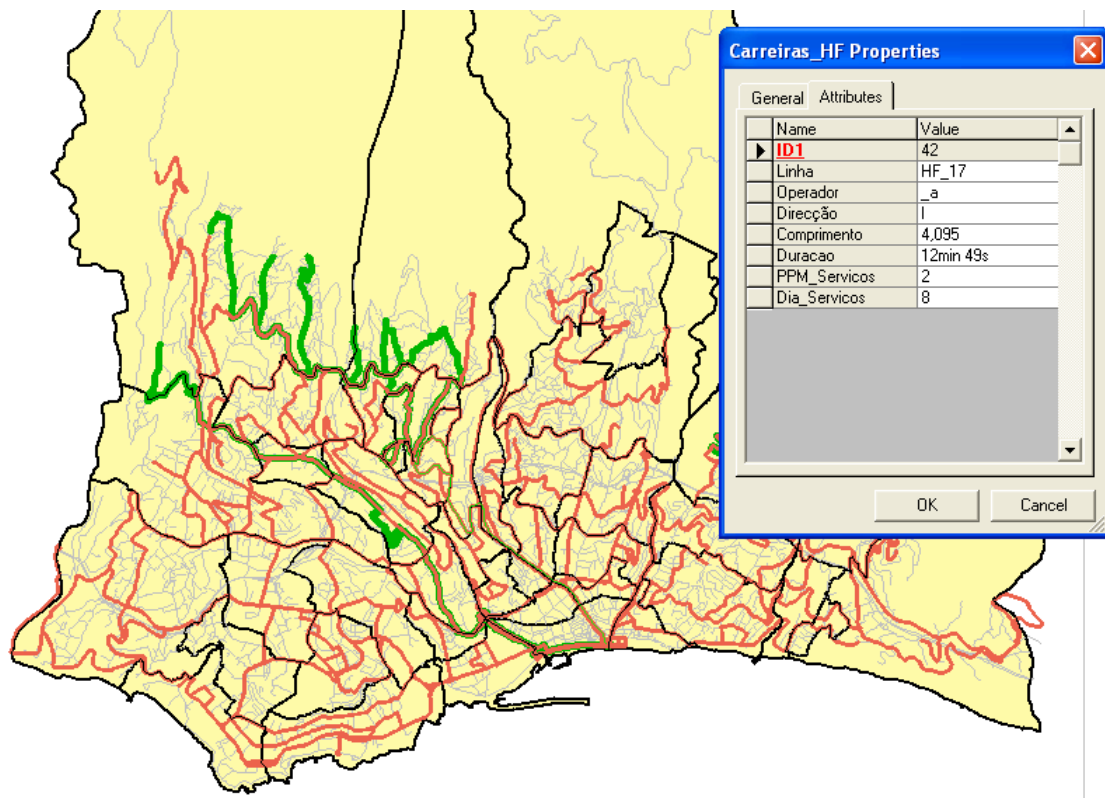 Carreiras_HF Properties
General Attributes
Name Value
ID1 42
Linha HF_17
Operador _a
Direcção I
Comprimento 4,095
Duracao 12min 49s
PPM_Servicos 2
Dia_Servicos 8
OK Cancel